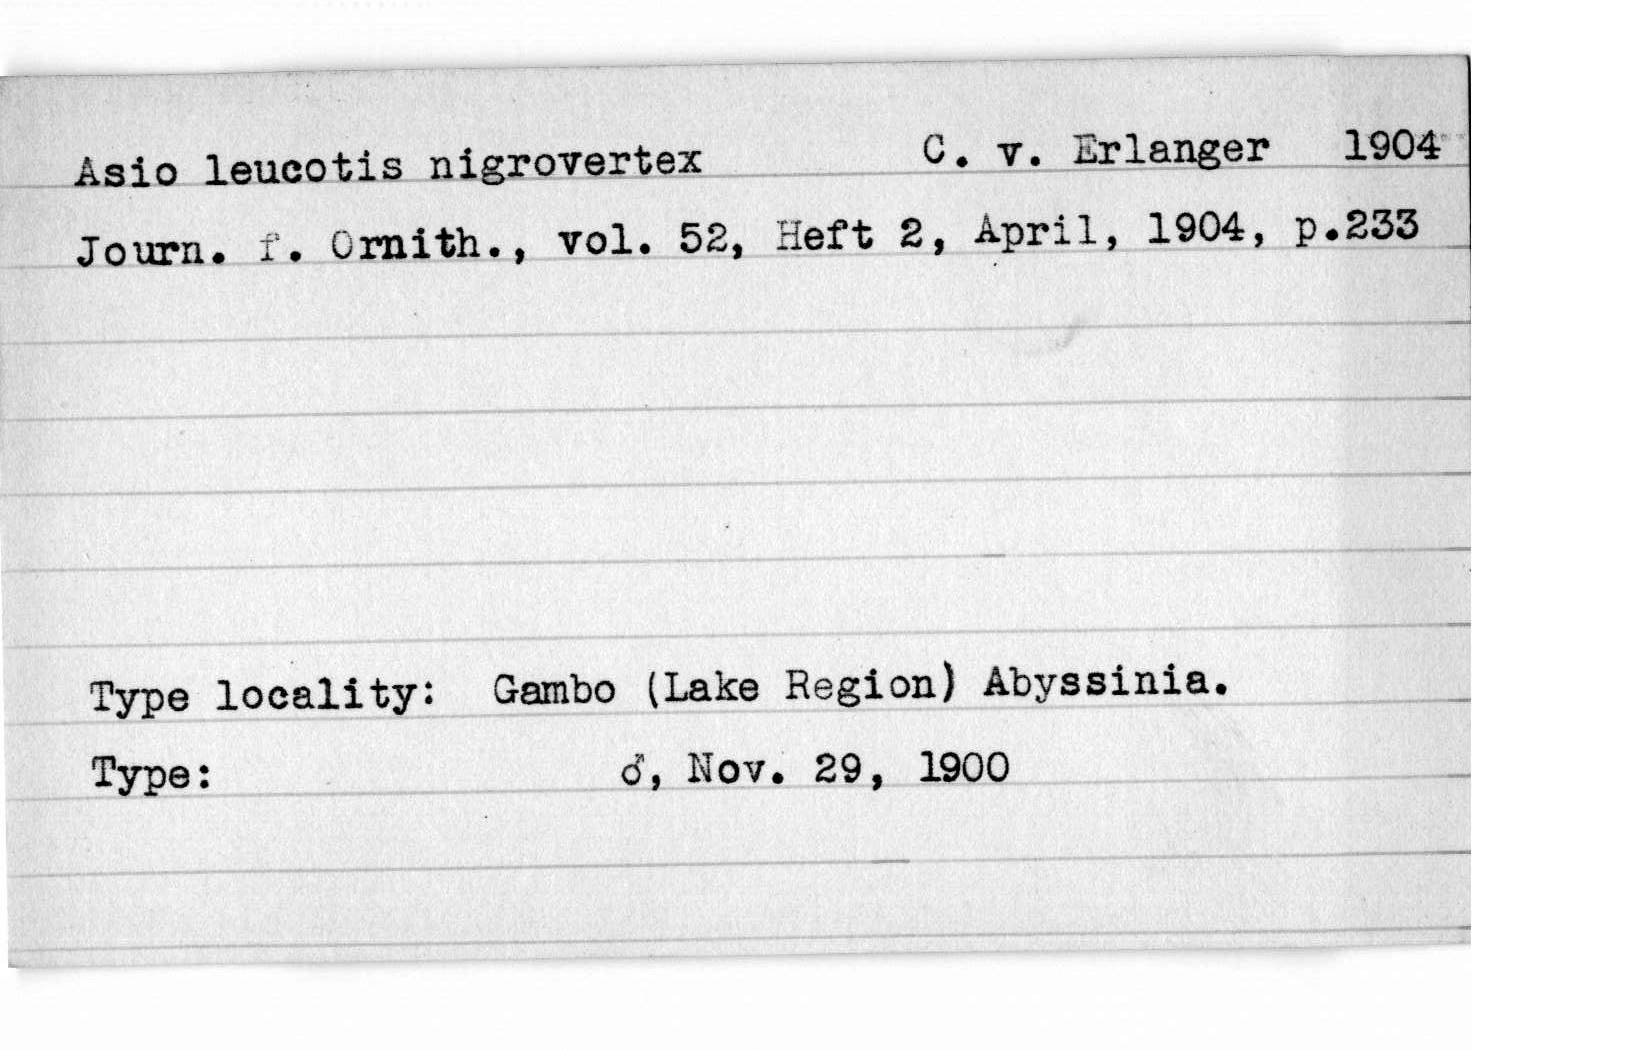 Asio leucotis nigrovertex C. v. Erlanger 1904
Journ. f. Ornith., vol. 52, Heft 2, April, 1904, p.233
Type locality: Gambo (Lake Region) Abyssinia.
Type: ♂, Nov. 29, 1900